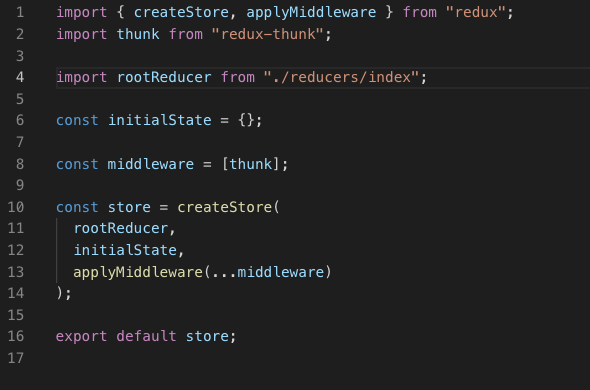 1 import { createStore, applyMiddleware } from "redux";
2 import thunk from "redux-thunk";
3
4 import rootReducer from "./reducers/index";
5
6 const initialState = {};
7
8 const middleware = [thunk];
9
10 const store = createStore(
11   rootReducer,
12   initialState,
13   applyMiddleware(...middleware)
14 );
15
16 export default store;
17